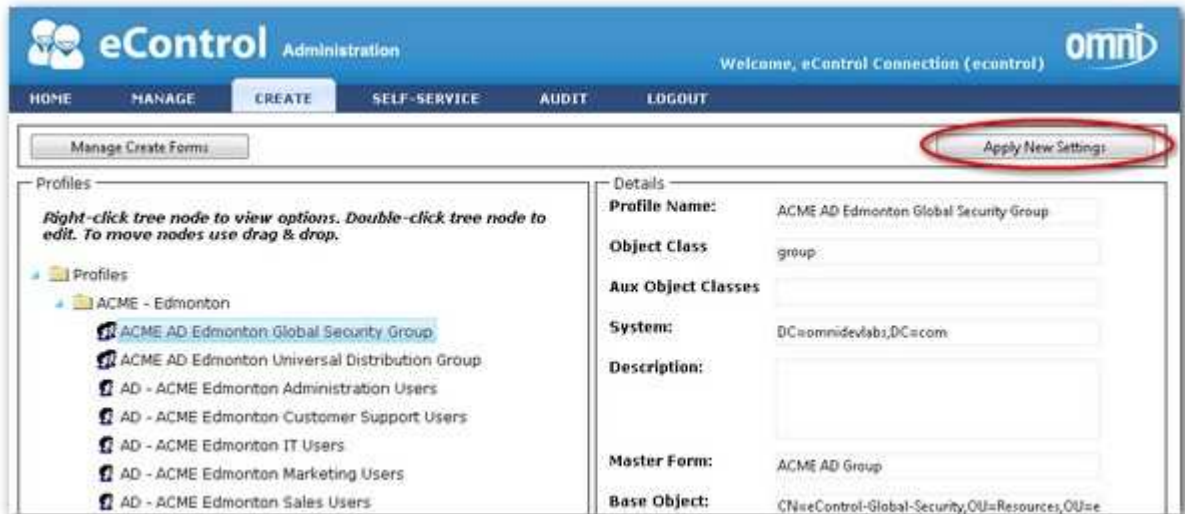 eControl Administration
omni
Welcome, eControl Connection (econtrol)
HOME MANAGE CREATE SELF-SERVICE AUDIT LOGOUT
Manage Create Forms
Apply New Settings
Profiles
Right-click tree node to view options. Double-click tree node to
edit. To move nodes use drag & drop.
Profiles
ACME - Edmonton
ACME AD Edmonton Global Security Group
ACME AD Edmonton Universal Distribution Group
AD - ACME Edmonton Administration Users
AD - ACME Edmonton Customer Support Users
AD - ACME Edmonton IT Users
AD - ACME Edmonton Marketing Users
AD - ACME Edmonton Sales Users
Details
Profile Name: ACME AD Edmonton Global Security Group
Object Class group
Aux Object Classes
System: DC=omnidevlabs,DC=com
Description:
Master Form: ACME AD Group
Base Object: CN=eControl-Global-Security,OU=Resources,OU=e